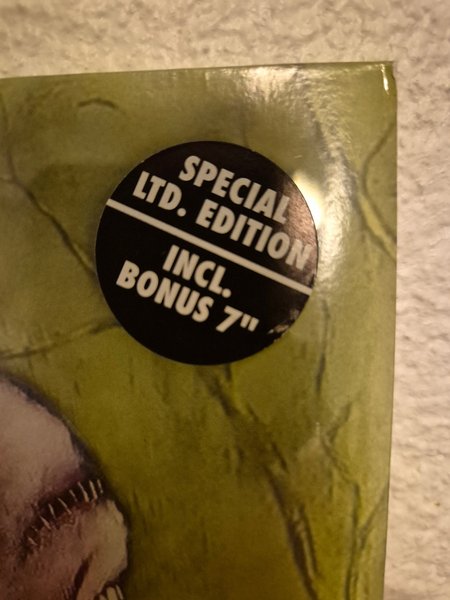 SPECIAL
LTD. EDITION
INCL.
BONUS 7"